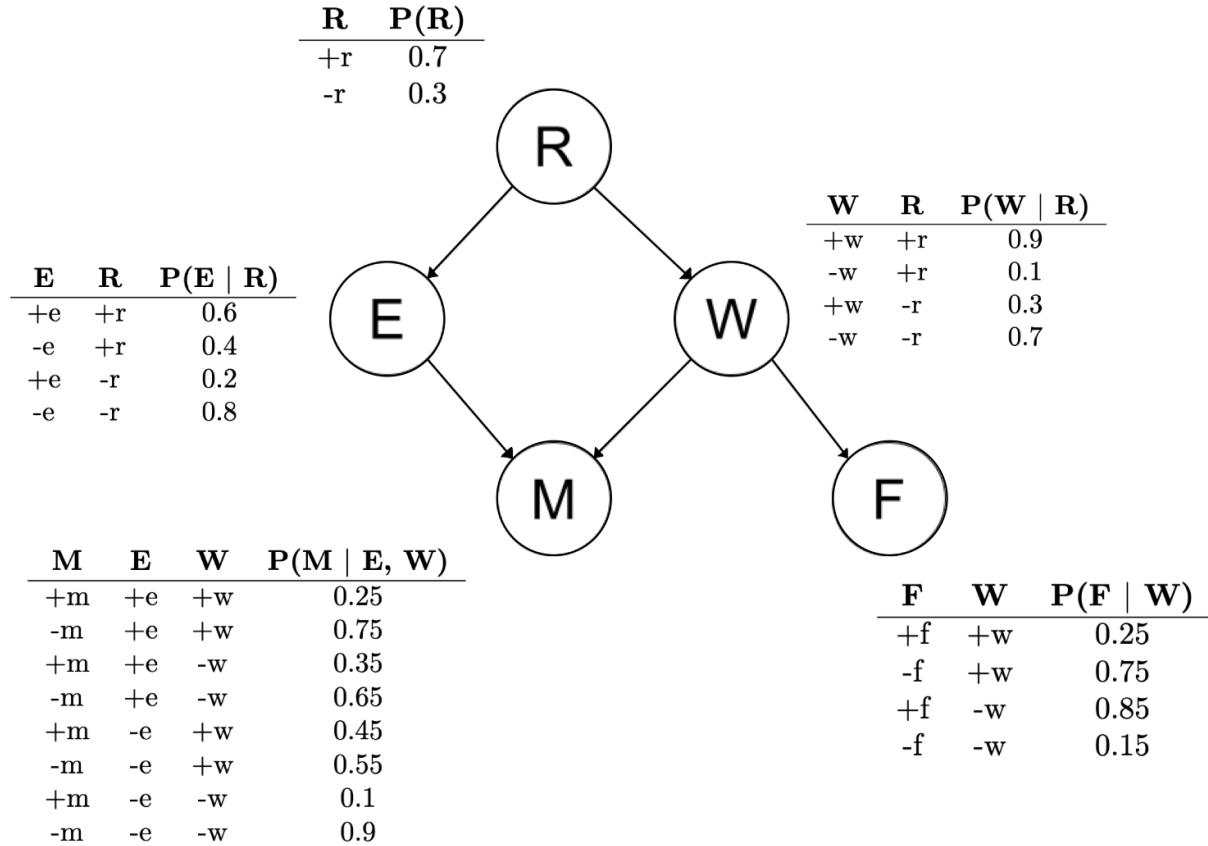 R P(R)
+r 0.7
-r 0.3
R
W R P(W | R)
+w +r 0.9
-w +r 0.1
+w -r 0.3
-w -r 0.7
E R P(E | R)
+e +r 0.6
-e +r 0.4
+e -r 0.2
-e -r 0.8
E
W
M
F
M E W P(M | E, W)
+m +e +w 0.25
-m +e +w 0.75
+m +e -w 0.35
-m +e -w 0.65
+m -e +w 0.45
-m -e +w 0.55
+m -e -w 0.1
-m -e -w 0.9
F W P(F | W)
+f +w 0.25
-f +w 0.75
+f -w 0.85
-f -w 0.15